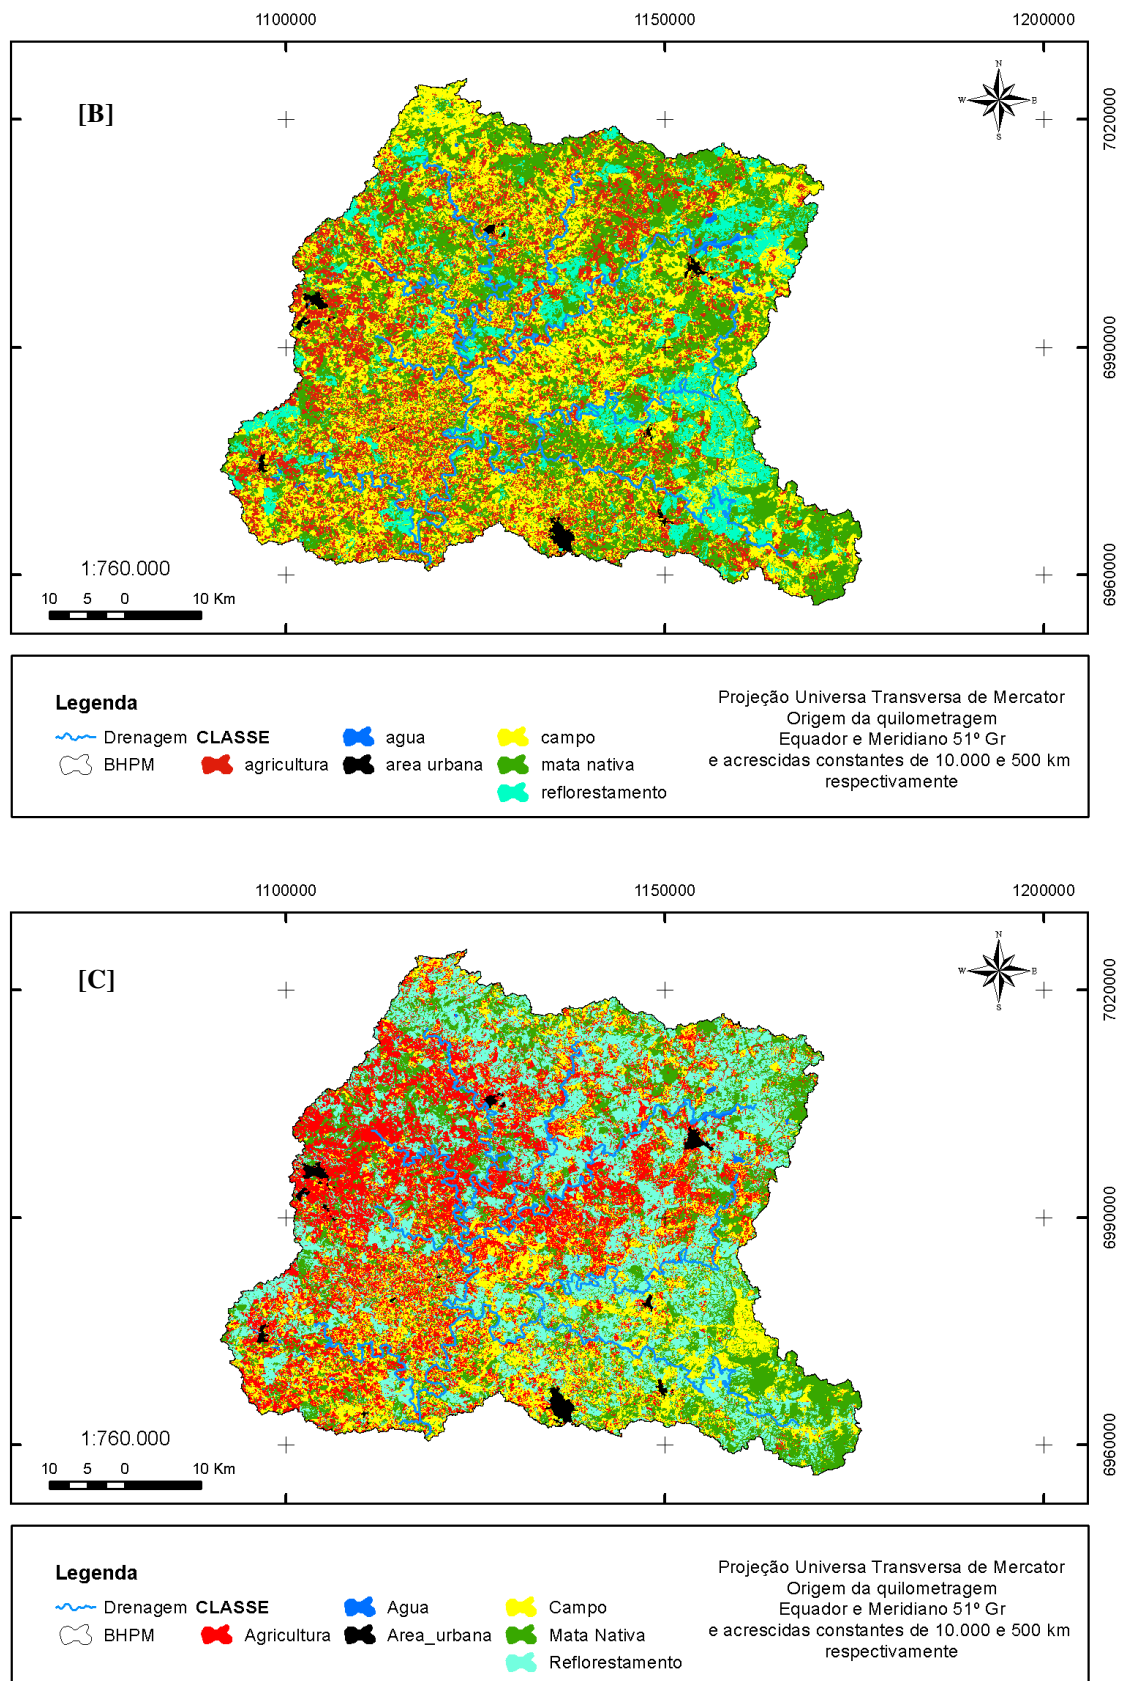 1100000 1150000 1200000
[B]
N
W E
S
7020000
6990000
6960000
1:760.000
10 5 0 10 Km
Legenda
Drenagem CLASSE
BHPM
agricultura
agua
area urbana
campo
mata nativa
reflorestamento
Projeção Universa Transversa de Mercator
Origem da quilometragem
Equador e Meridiano 51º Gr
e acrescidas constantes de 10.000 e 500 km
respectivamente
1100000 1150000 1200000
[C]
N
W E
S
7020000
6990000
6960000
1:760.000
10 5 0 10 Km
Legenda
Drenagem CLASSE
BHPM
Agricultura
Agua
Area_urbana
Campo
Mata Nativa
Reflorestamento
Projeção Universa Transversa de Mercator
Origem da quilometragem
Equador e Meridiano 51º Gr
e acrescidas constantes de 10.000 e 500 km
respectivamente